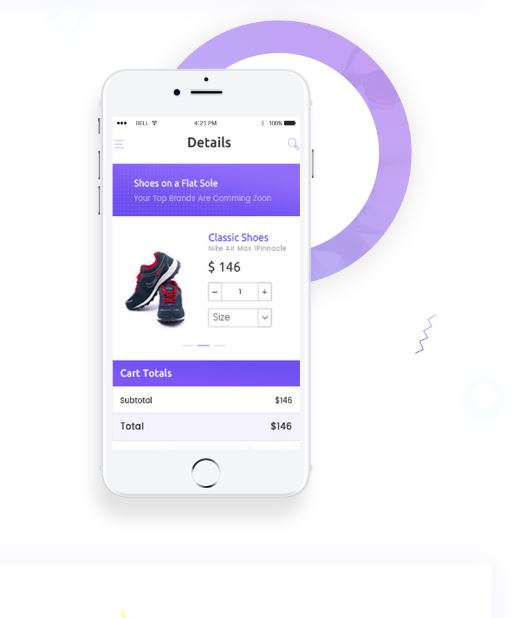 BELL
4:21 PM
100%
Details
Shoes on a Flat Sole
Your Top Brands Are Comming Zoon
Classic Shoes
Nike Air Max 1Pinnacle
$ 146
- 1 +
Size
Cart Totals
Subtotal $146
Total $146